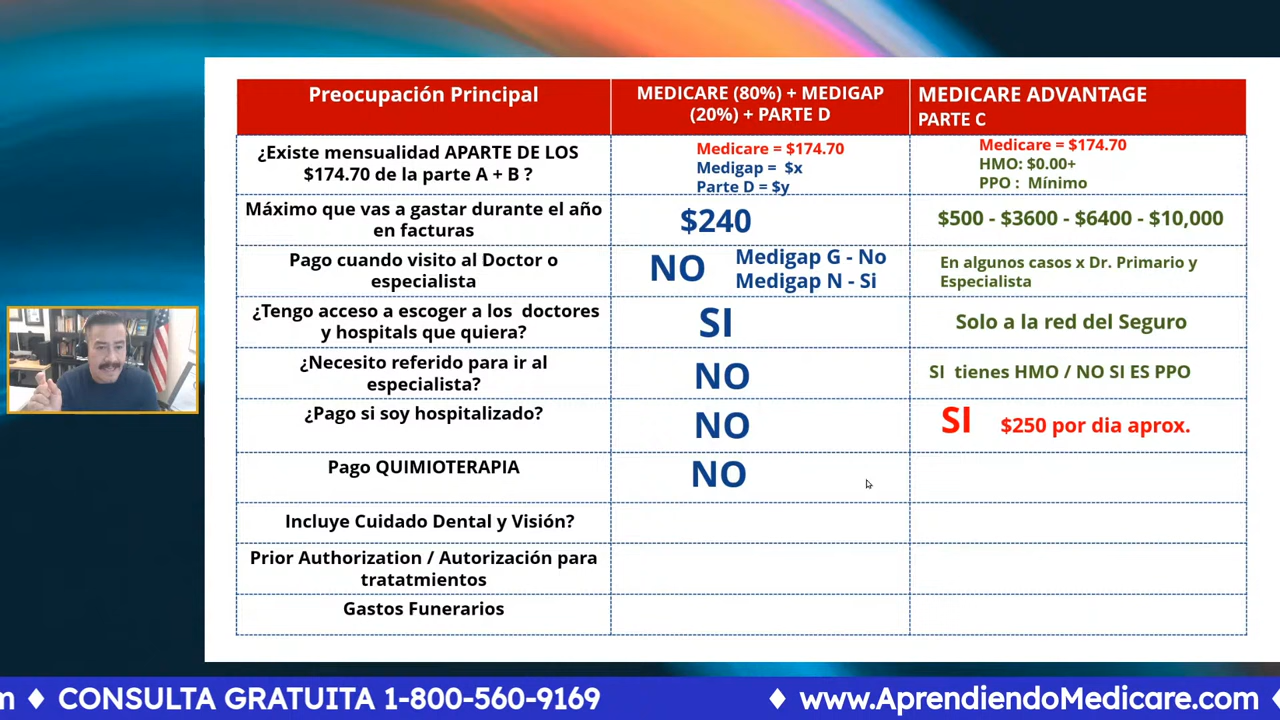 Preocupación Principal
MEDICARE (80%) + MEDIGAP
(20%) + PARTE D
MEDICARE ADVANTAGE
PARTE C
¿Existe mensualidad APARTE DE LOS
$174.70 de la parte A + B ?
Medicare = $174.70
Medigap = $x
Parte D = $y
Medicare = $174.70
HMO: $0.00+
PPO : Mínimo
Máximo que vas a gastar durante el año
en facturas
$240
$500 - $3600 - $6400 - $10,000
Pago cuando visito al Doctor o
especialista
NO
Medigap G - No
Medigap N - Si
En algunos casos x Dr. Primario y
Especialista
¿Tengo acceso a escoger a los doctores
y hospitals que quiera?
SI
Solo a la red del Seguro
¿Necesito referido para ir al
especialista?
NO
SI tienes HMO / NO SI ES PPO
¿Pago si soy hospitalizado?
NO
SI $250 por dia aprox.
Pago QUIMIOTERAPIA
NO
Incluye Cuidado Dental y Visión?
Prior Authorization / Autorización para
tratatmientos
Gastos Funerarios
m ♦ CONSULTA GRATUITA 1-800-560-9169 ♦ www.AprendiendoMedicare.com ♦